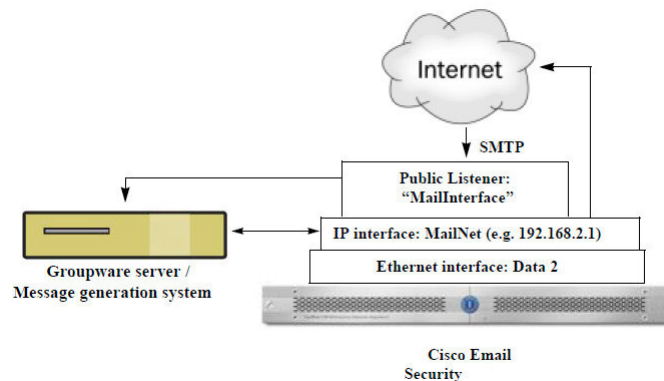 Internet
SMTP
Public Listener:
“MailInterface”
IP interface: MailNet (e.g. 192.168.2.1)
Ethernet interface: Data 2
Groupware server /
Message generation system
Cisco Email
Security